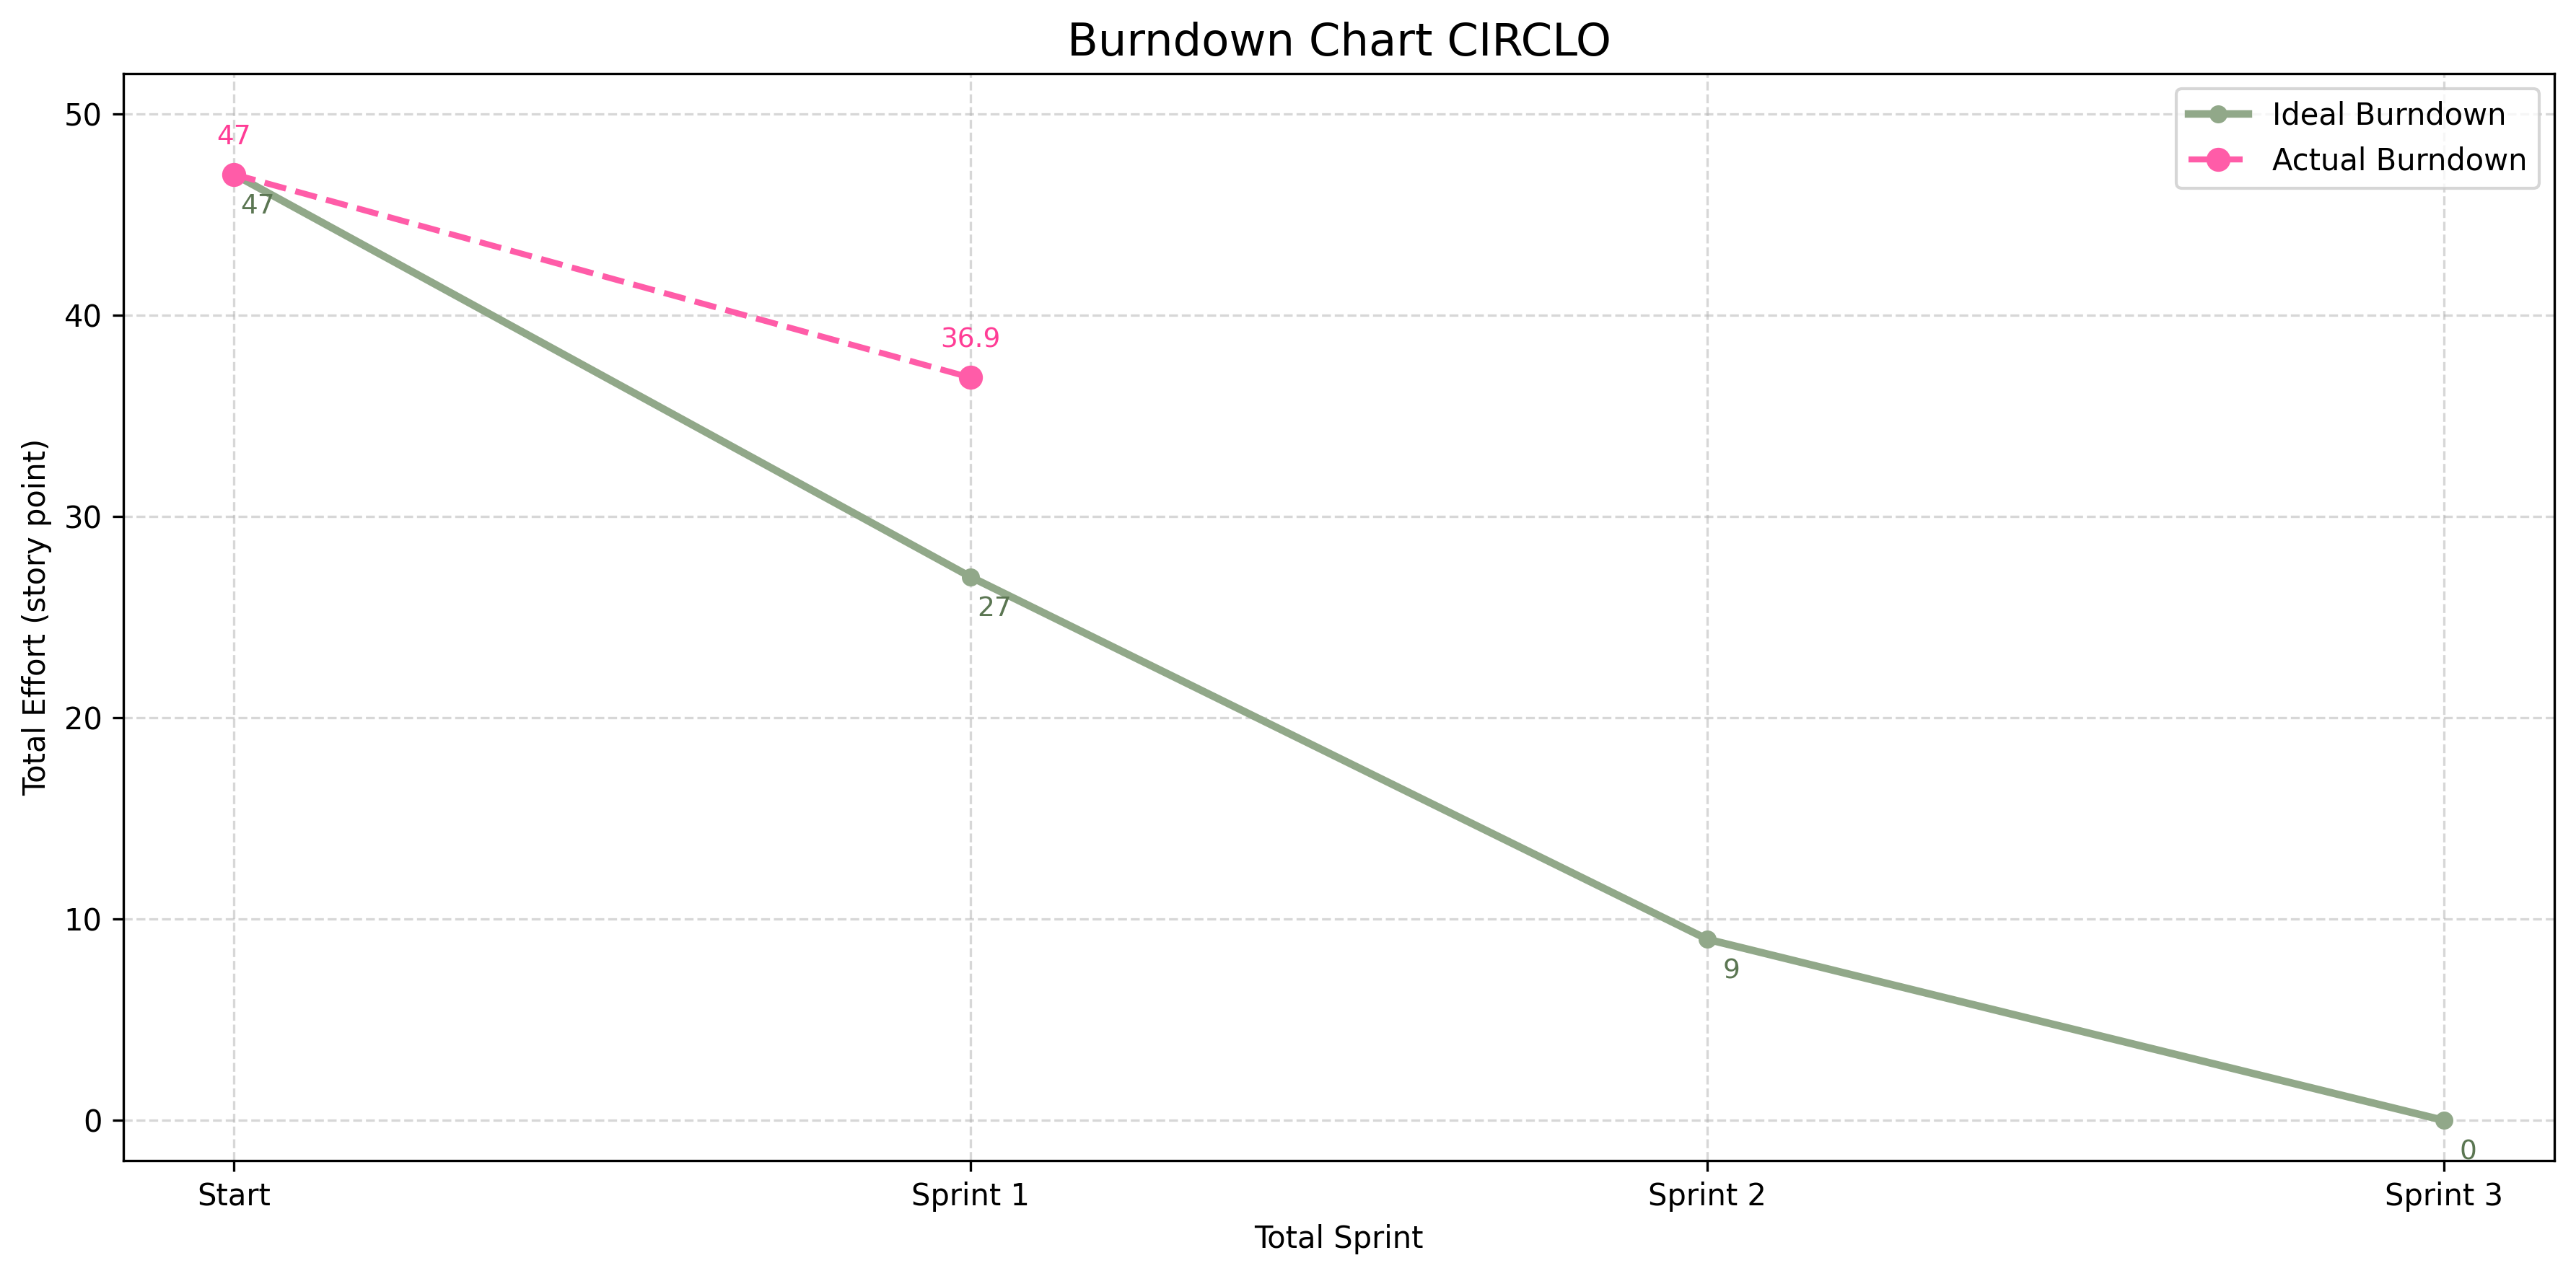 Burndown Chart CIRCLO
Ideal Burndown
Actual Burndown
Total Effort (story point)
50
40
30
20
10
0
47
47
36.9
27
9
0
Start
Sprint 1
Sprint 2
Sprint 3
Total Sprint